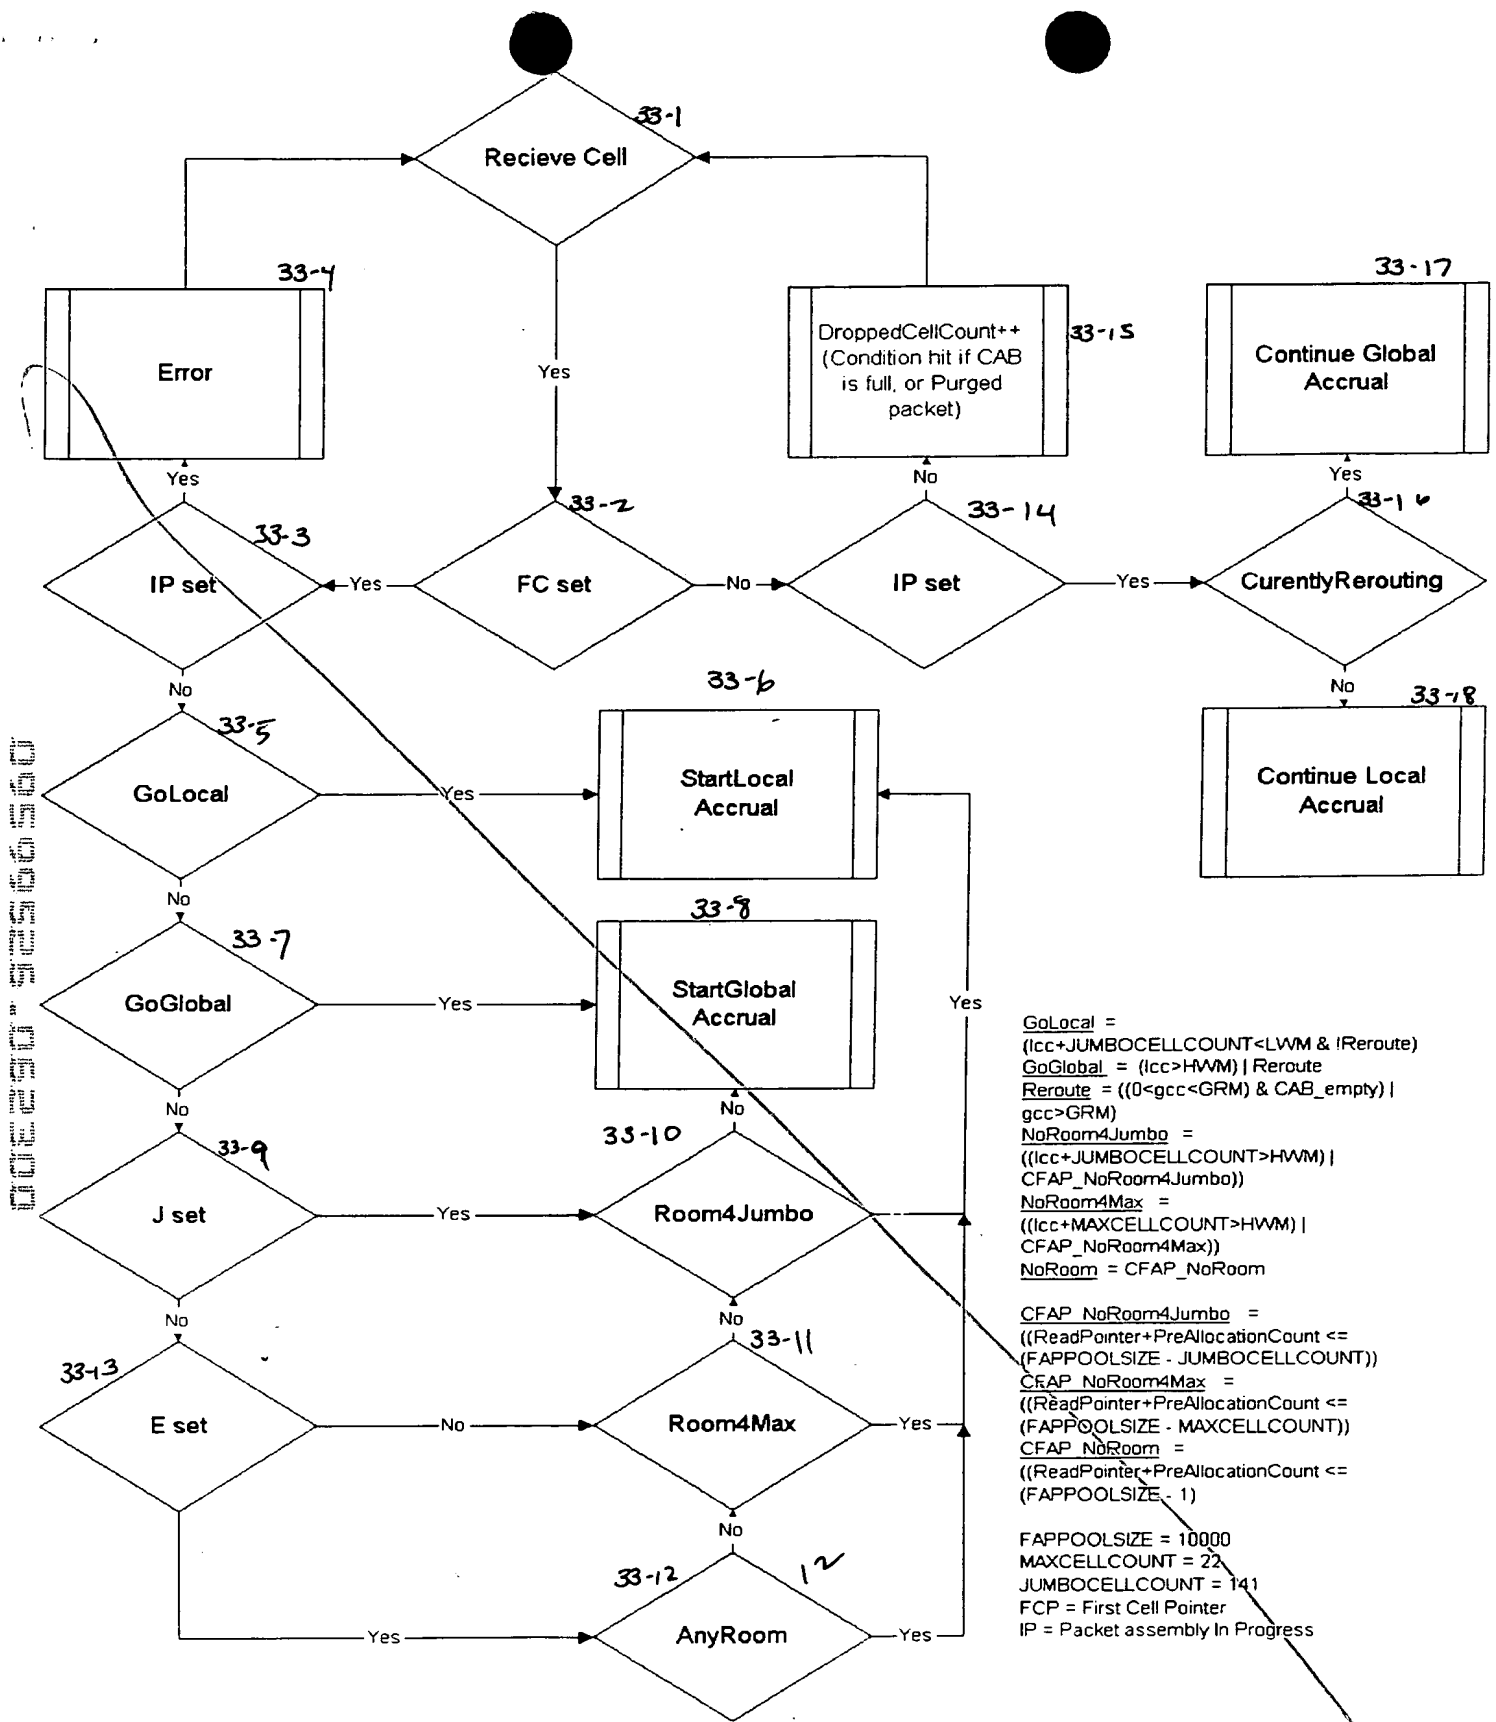 33-1
Recieve Cell
33-4
Error
Yes
DroppedCellCount++
(Condition hit if CAB
is full, or Purged
packet)
33-15
33-17
Continue Global
Accrual
Yes
No
Yes
33-3
IP set
Yes
33-2
FC set
No
33-14
IP set
Yes
33-16
CurentlyRerouting
No
No
33-18
Continue Local
Accrual
33-5
GoLocal
Yes
33-6
StartLocal
Accrual
No
33-7
GoGlobal
Yes
33-8
StartGlobal
Accrual
Yes
No
No
33-9
J set
Yes
33-10
Room4Jumbo
No
No
33-13
E set
No
33-11
Room4Max
Yes
No
Yes
33-12
12
AnyRoom
Yes
GoLocal =
(lcc+JUMBOCELLCOUNT<LWM & !Reroute)
GoGlobal = (lcc>HWM) | Reroute
Reroute = ((0<gcc<GRM) & CAB_empty) |
gcc>GRM)
NoRoom4Jumbo =
((lcc+JUMBOCELLCOUNT>HWM) |
CFAP_NoRoom4Jumbo))
NoRoom4Max =
((lcc+MAXCELLCOUNT>HWM) |
CFAP_NoRoom4Max))
NoRoom = CFAP_NoRoom
CFAP_NoRoom4Jumbo =
((ReadPointer+PreAllocationCount <=
(FAPPOOLSIZE - JUMBOCELLCOUNT))
CFAP_NoRoom4Max =
((ReadPointer+PreAllocationCount <=
(FAPPOOLSIZE - MAXCELLCOUNT))
CFAP_NoRoom =
((ReadPointer+PreAllocationCount <=
(FAPPOOLSIZE - 1)
FAPPOOLSIZE = 10000
MAXCELLCOUNT = 22
JUMBOCELLCOUNT = 141
FCP = First Cell Pointer
IP = Packet assembly In Progress